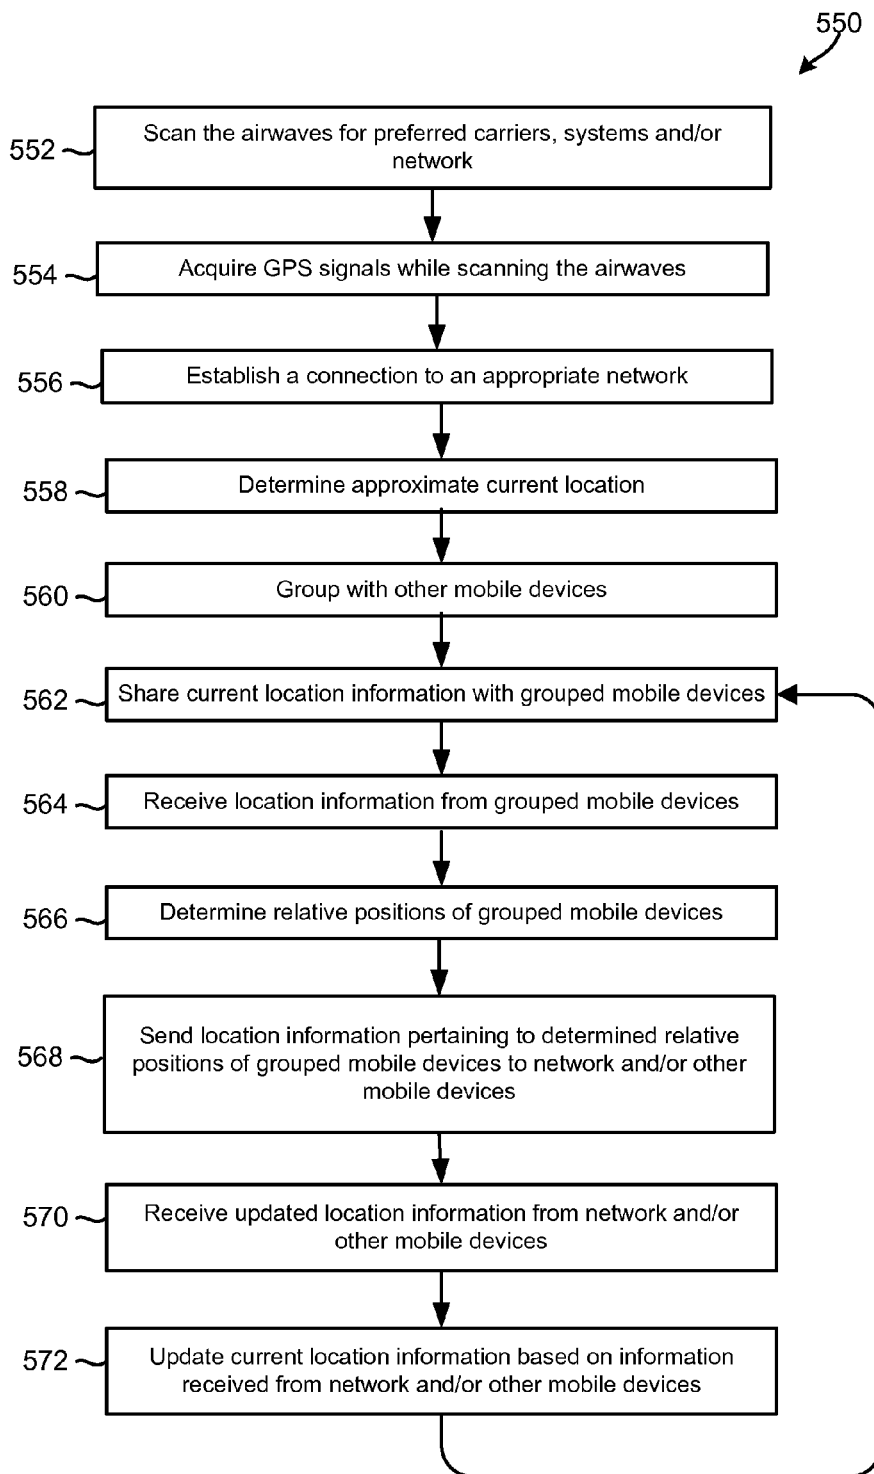 550
552
Scan the airwaves for preferred carriers, systems and/or
network
554
Acquire GPS signals while scanning the airwaves
556
Establish a connection to an appropriate network
558
Determine approximate current location
560
Group with other mobile devices
562
Share current location information with grouped mobile devices
564
Receive location information from grouped mobile devices
566
Determine relative positions of grouped mobile devices
568
Send location information pertaining to determined relative
positions of grouped mobile devices to network and/or other
mobile devices
570
Receive updated location information from network and/or
other mobile devices
572
Update current location information based on information
received from network and/or other mobile devices